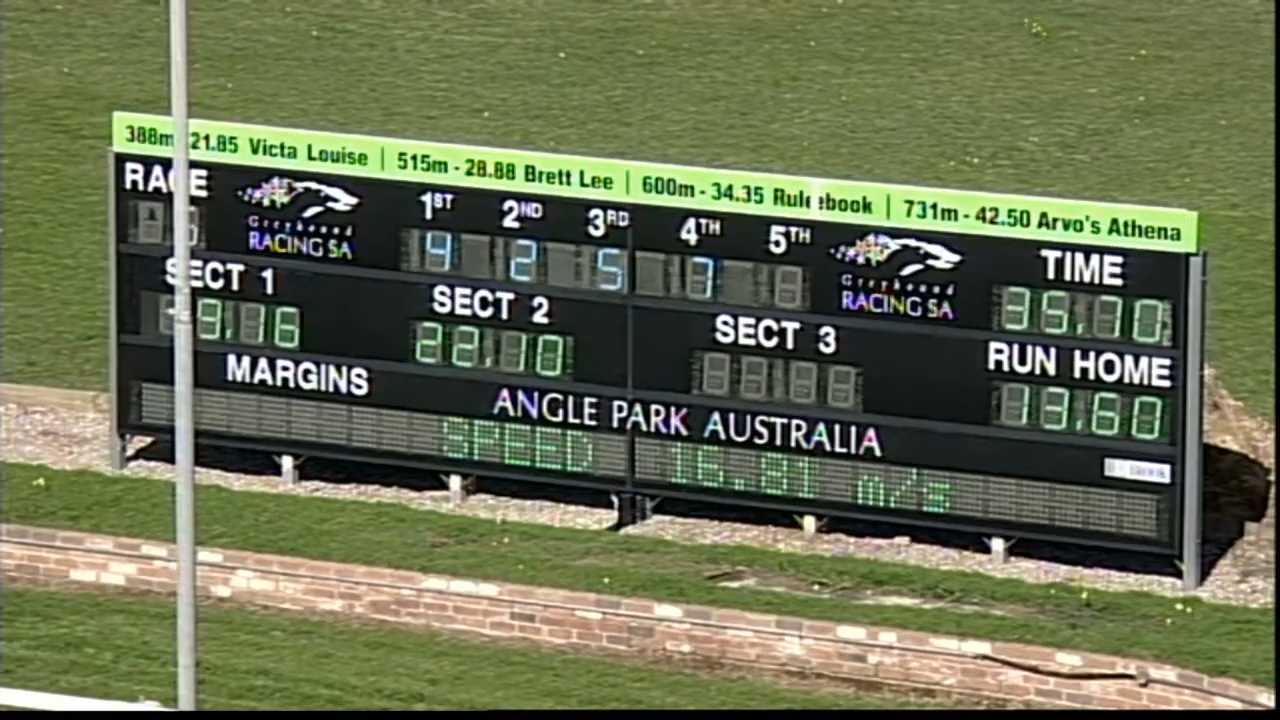 388m 21.85 Victa Louise | 515m - 28.88 Brett Lee | 600m - 34.35 Rulebook | 731m - 42.50 Arvo's Athena
RACE
Greyhound
RACING SA
1ST 2ND 3RD 4TH 5TH
4 2 5 7
Greyhound
RACING SA
TIME
35.70
SECT 1
9.16
SECT 2
22.10
SECT 3
RUN HOME
13.60
MARGINS
ANGLE PARK AUSTRALIA
SPEED 16.81 m/s